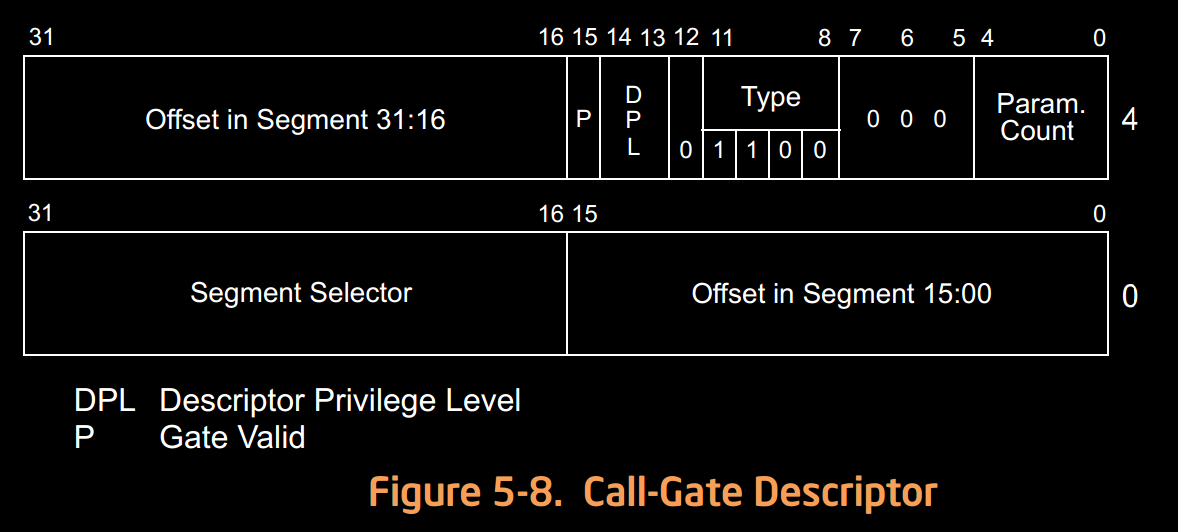 31 16 15 14 13 12 11 8 7 6 5 4 0
Offset in Segment 31:16 P DPL 0 Type 1 1 0 0 0 0 0 Param. Count 4
31 16 15 0
Segment Selector Offset in Segment 15:00 0
DPL Descriptor Privilege Level
P Gate Valid
Figure 5-8. Call-Gate Descriptor